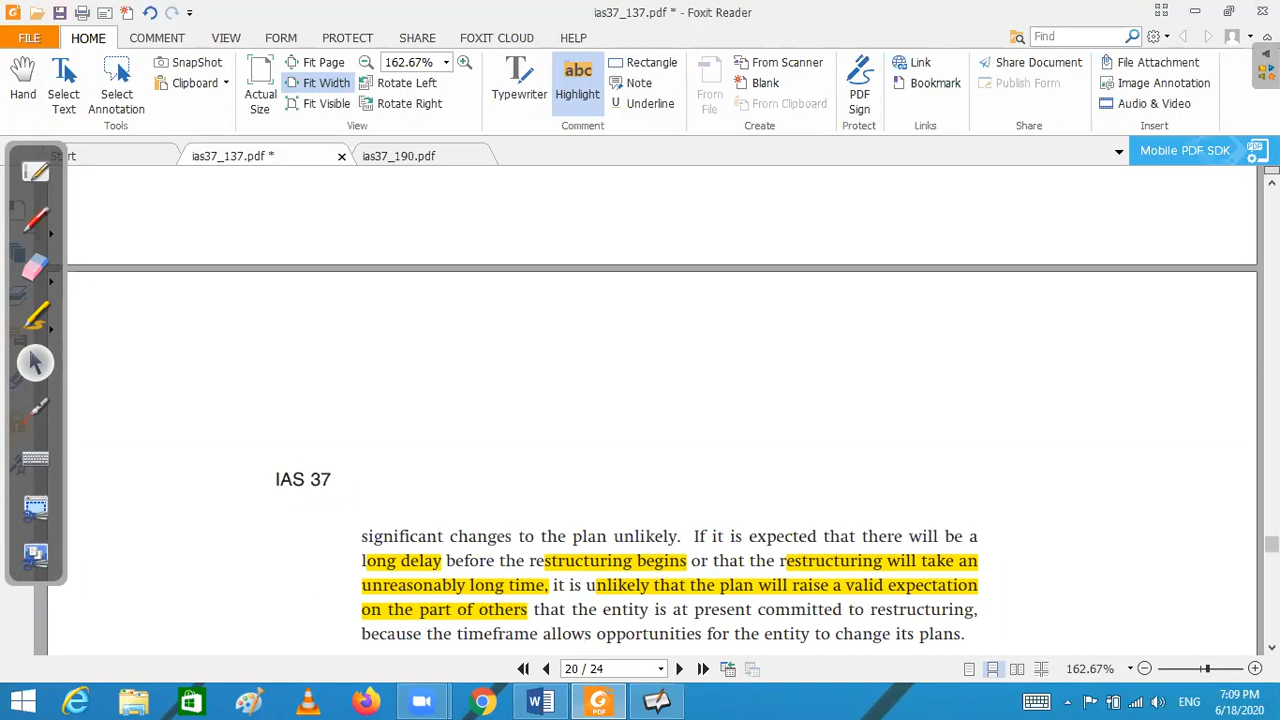 ias37_137.pdf * - Foxit Reader
FILE
HOME
COMMENT
VIEW
FORM
PROTECT
SHARE
FOXIT CLOUD
HELP
Find
Hand
Select
Text
Select
Annotation
SnapShot
Clipboard
Tools
Actual
Size
Fit Page
Fit Width
Fit Visible
162.67%
Rotate Left
Rotate Right
View
Typewriter
Highlight
Rectangle
Note
Underline
Comment
From
File
From Scanner
Blank
From Clipboard
Create
PDF
Sign
Protect
Link
Bookmark
Links
Share Document
Publish Form
Share
File Attachment
Image Annotation
Audio & Video
Insert
Start
ias37_137.pdf *
ias37_190.pdf
Mobile PDF SDK
IAS 37
significant changes to the plan unlikely. If it is expected that there will be a
long delay before the restructuring begins or that the restructuring will take an
unreasonably long time, it is unlikely that the plan will raise a valid expectation
on the part of others that the entity is at present committed to restructuring,
because the timeframe allows opportunities for the entity to change its plans.
20 / 24
162.67%
ENG
7:09 PM
6/18/2020